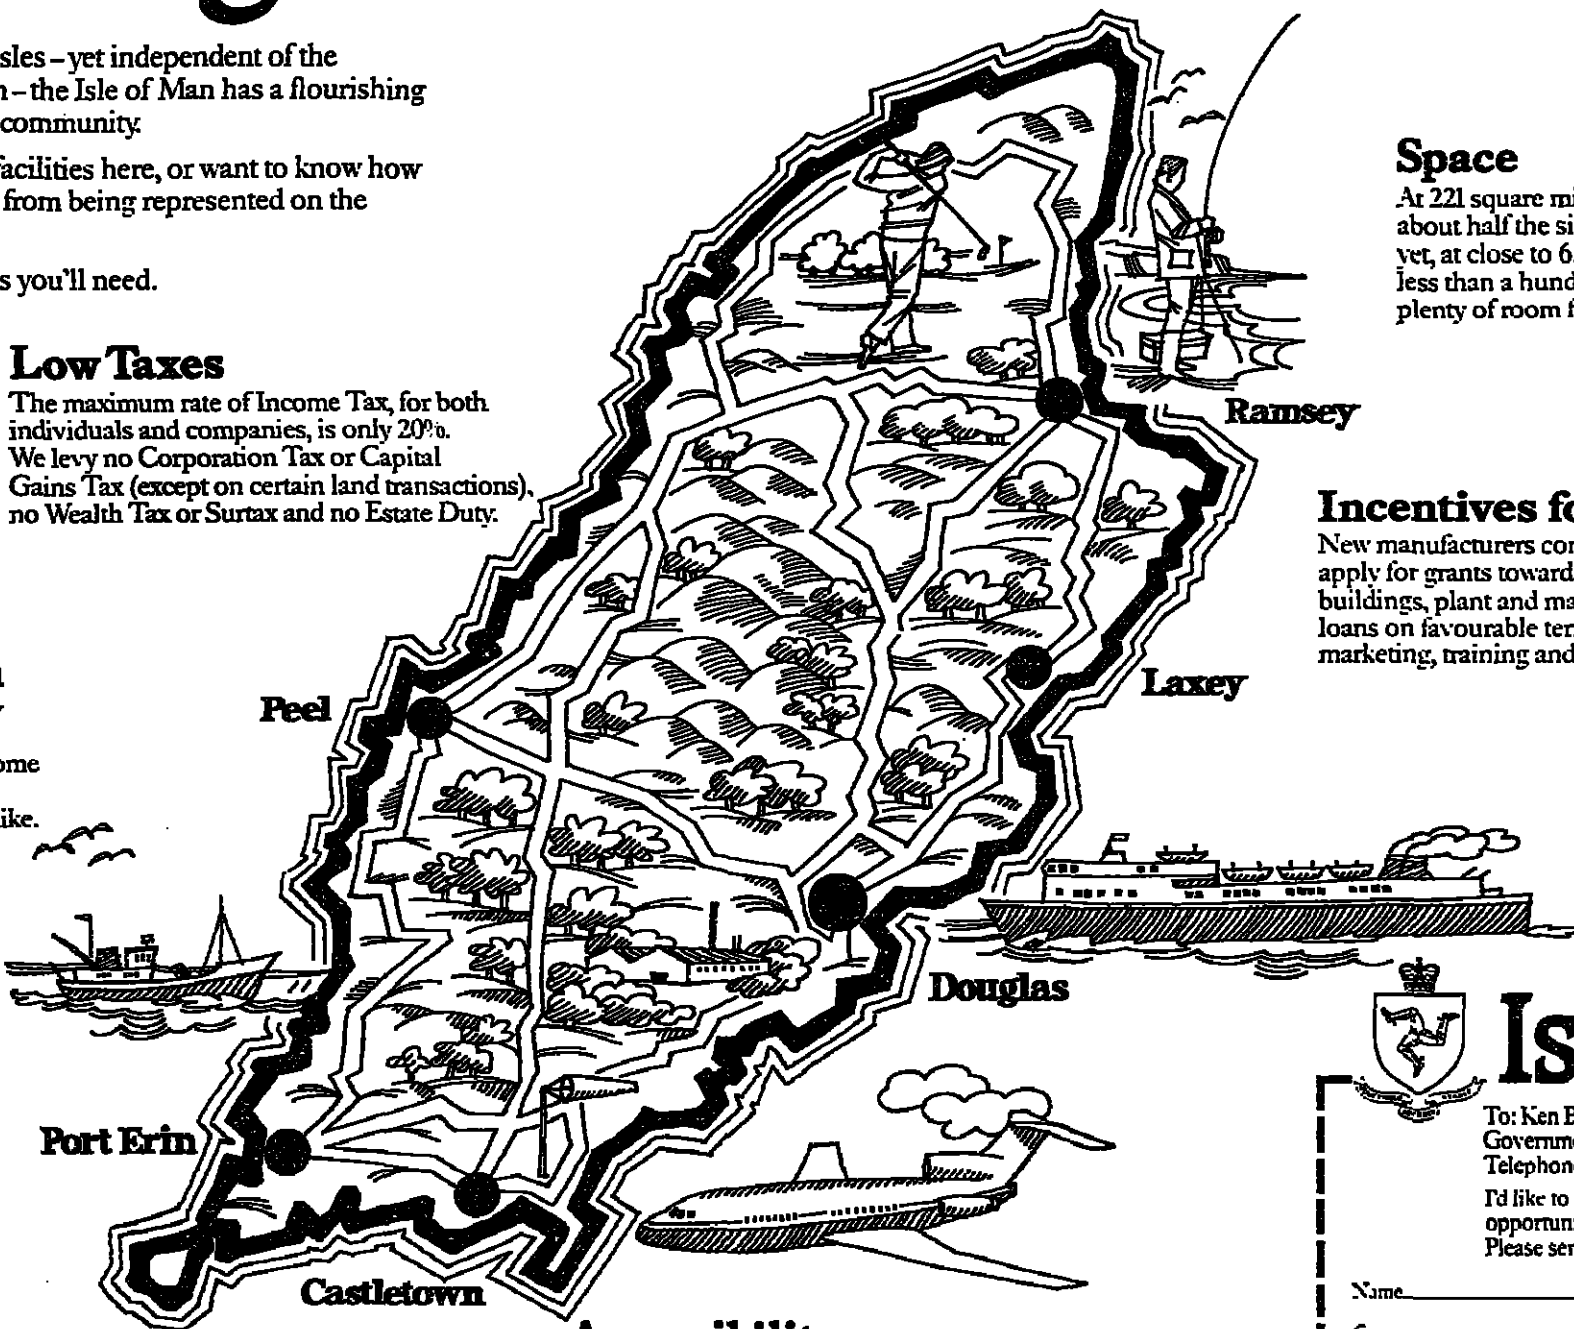 sles – yet independent of the
– the Isle of Man has a flourishing
community.
facilities here, or want to know how
from being represented on the
s you'll need.
Low Taxes
The maximum rate of Income Tax, for both
individuals and companies, is only 20%.
We levy no Corporation Tax or Capital
Gains Tax (except on certain land transactions),
no Wealth Tax or Surtax and no Estate Duty.
ome
like.
Space
At 221 square mi
about half the si
yet, at close to 6
less than a hund
plenty of room f
Ramsey
Incentives fo
New manufacturers con
apply for grants toward
buildings, plant and ma
loans on favourable ter
marketing, training and
Laxey
Peel
Douglas
Port Erin
Castletown
Is
To: Ken B
Governme
Telephon
I'd like to
opportun
Please sen
Name